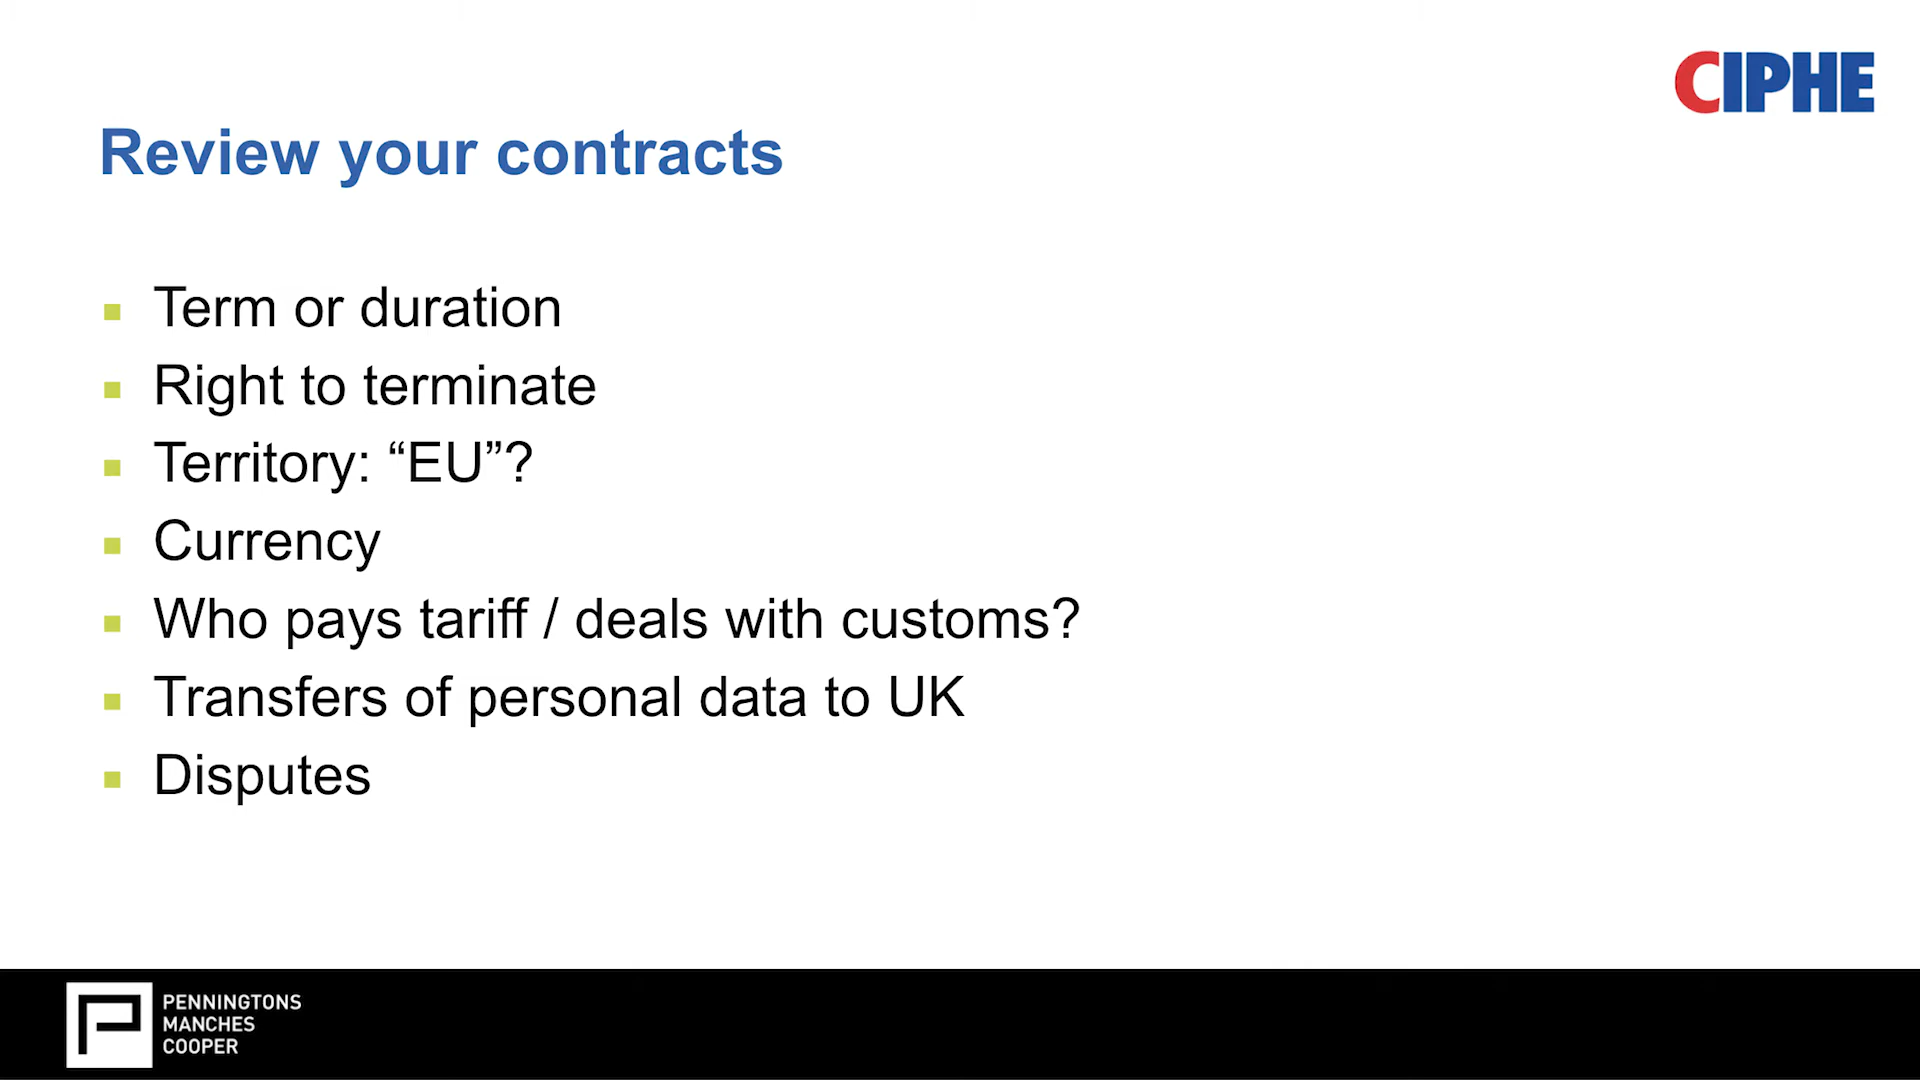 CIPHE
Review your contracts
Term or duration
Right to terminate
Territory: “EU”?
Currency
Who pays tariff / deals with customs?
Transfers of personal data to UK
Disputes
PENNINGTONS
MANCHES
COOPER